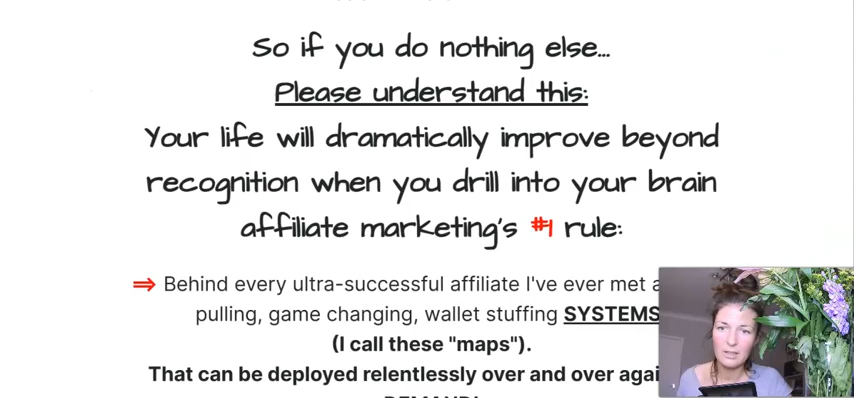 So if you do nothing else...
Please understand this:
Your life will dramatically improve beyond
recognition when you drill into your brain
affiliate marketing's #1 rule:
⇒ Behind every ultra-successful affiliate I've ever met
pulling, game changing, wallet stuffing SYSTEMS
(I call these "maps").
That can be deployed relentlessly over and over